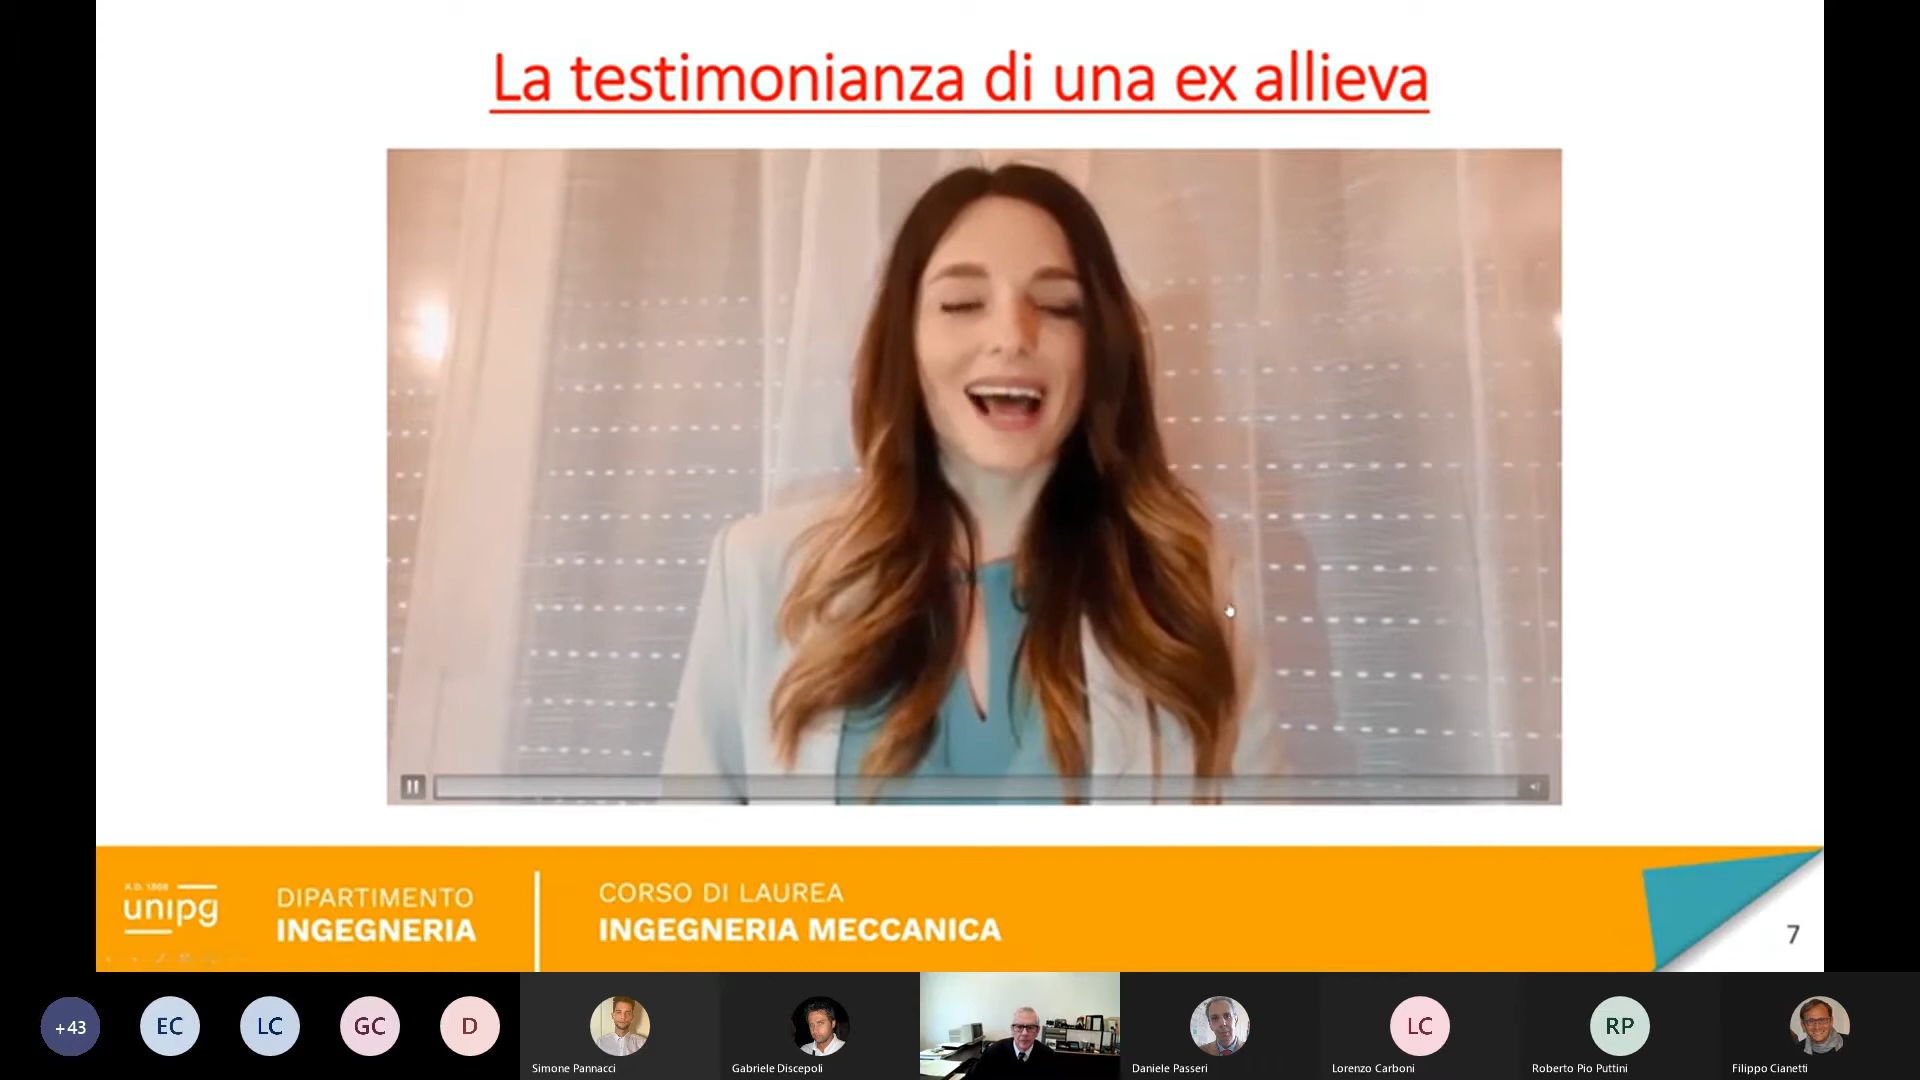 La testimonianza di una ex allieva
A.D. 1308
unipg
DIPARTIMENTO
INGEGNERIA
CORSO DI LAUREA
INGEGNERIA MECCANICA
7
+43
EC
LC
GC
D
Simone Pannacci
Gabriele Discepoli
Daniele Passeri
LC
Lorenzo Carboni
RP
Roberto Pio Puttini
Filippo Cianetti